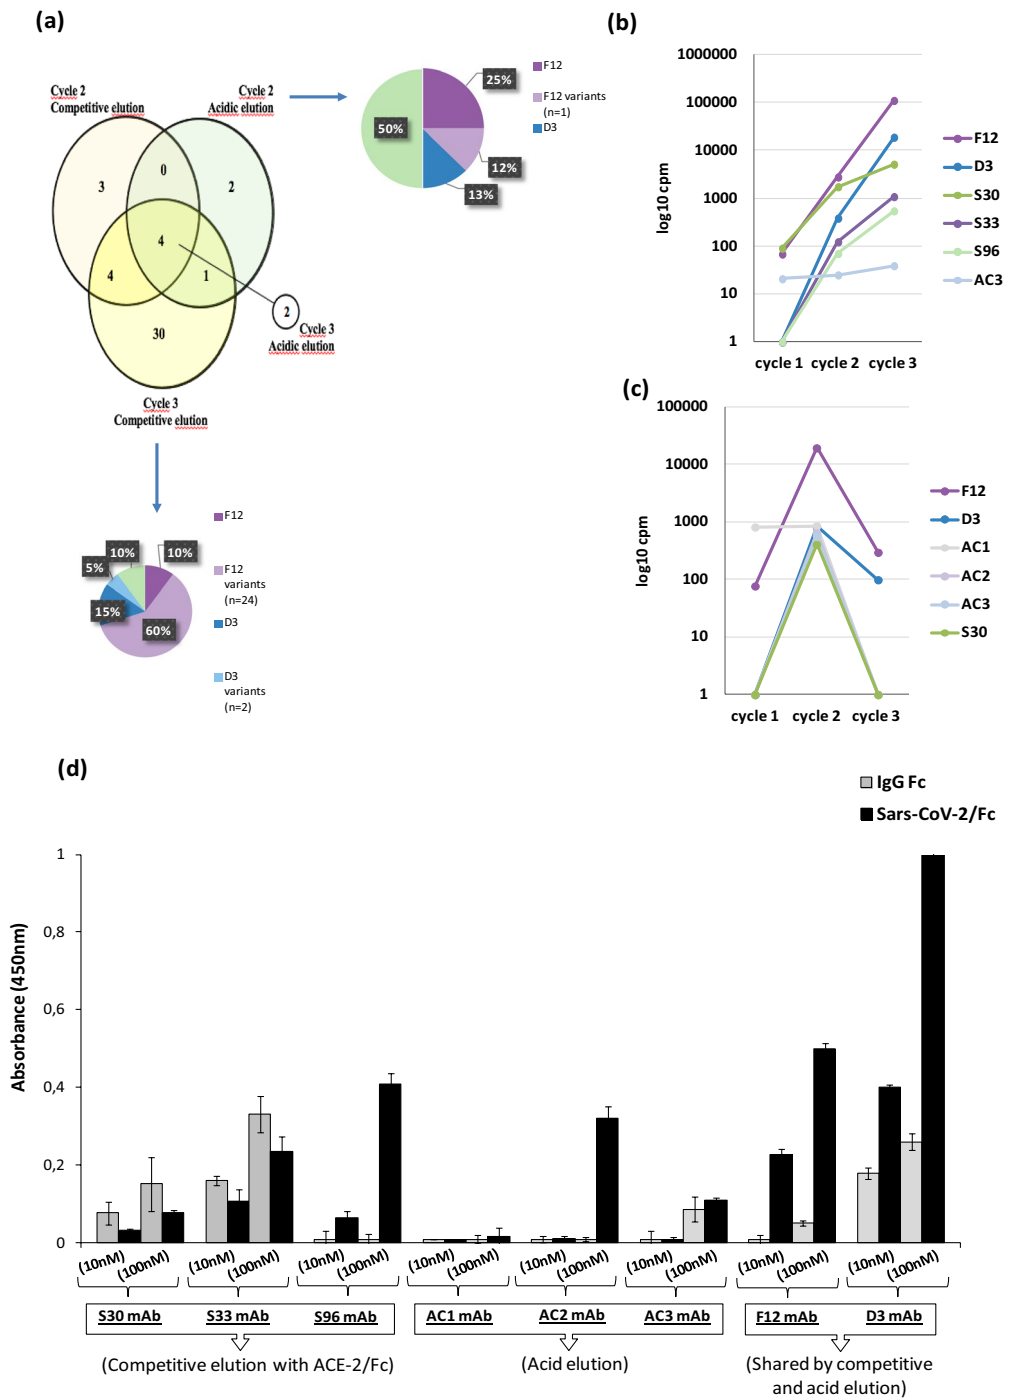 (a)
Cycle 2
Competitive elution
Cycle 2
Acidic elution
3
0
2
4
4
1
30
2
Cycle 3
Acidic elution
Cycle 3
Competitive elution
25%
50%
12%
13%
F12
F12 variants
(n=1)
D3
10%
10%
5%
15%
60%
F12
F12
variants
(n=24)
D3
D3
variants
(n=2)
(b)
log10 cpm
1000000
100000
10000
1000
100
10
1
cycle 1
cycle 2
cycle 3
F12
D3
S30
S33
S96
AC3
(c)
log10 cpm
100000
10000
1000
100
10
1
cycle 1
cycle 2
cycle 3
F12
D3
AC1
AC2
AC3
S30
(d)
IgG Fc
Sars-CoV-2/Fc
Absorbance (450nm)
1
0,8
0,6
0,4
0,2
0
(10nM) (100nM) (10nM) (100nM) (10nM) (100nM) (10nM) (100nM) (10nM) (100nM) (10nM) (100nM) (10nM) (100nM) (10nM) (100nM)
S30 mAb S33 mAb S96 mAb AC1 mAb AC2 mAb AC3 mAb F12 mAb D3 mAb
(Competitive elution with ACE-2/Fc)
(Acid elution)
(Shared by competitive
and acid elution)